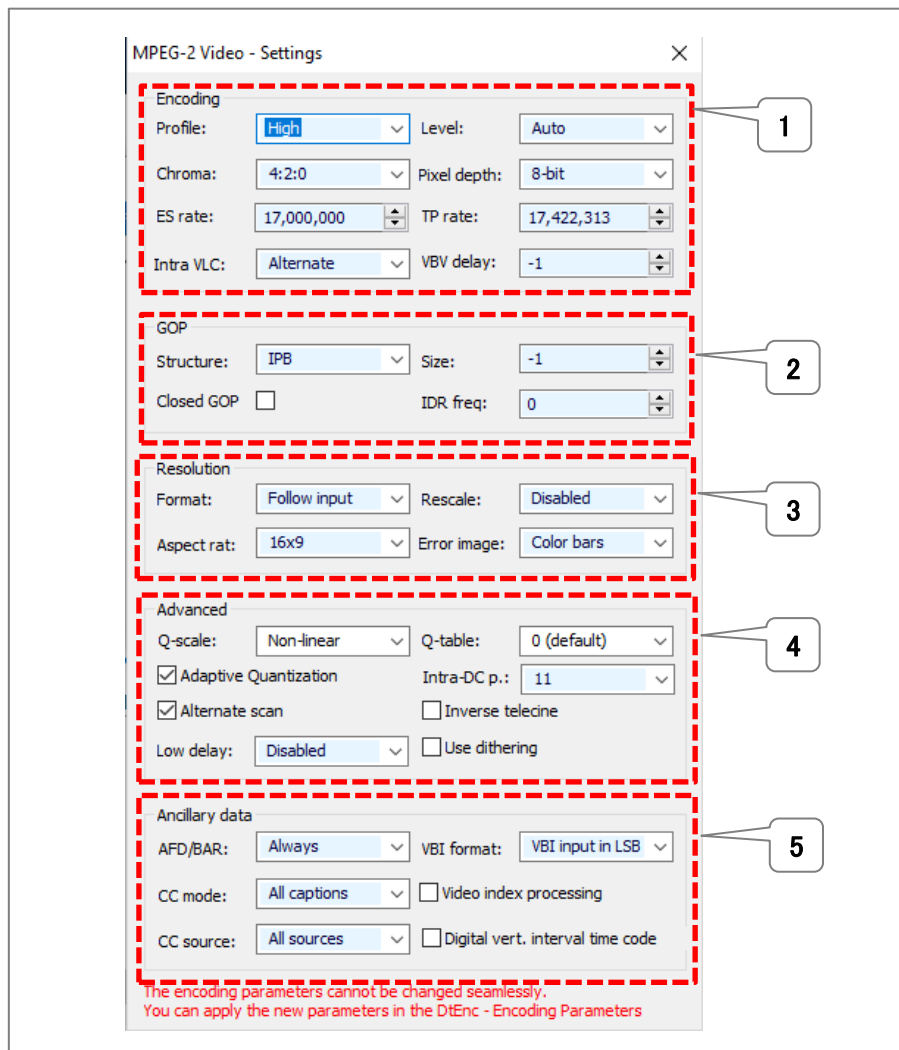 MPEG-2 Video - Settings
Encoding
1
Profile: High Level: Auto
Chroma: 4:2:0 Pixel depth: 8-bit
ES rate: 17,000,000 TP rate: 17,422,313
Intra VLC: Alternate VBV delay: -1
GOP
Structure: IPB Size: -1
2
Closed GOP IDR freq: 0
Resolution
Format: Follow input Rescale: Disabled
3
Aspect rat: 16x9 Error image: Color bars
Advanced
Q-scale: Non-linear Q-table: 0 (default)
4
Adaptive Quantization Intra-DC p.: 11
Alternate scan Inverse telecine
Low delay: Disabled Use dithering
Ancillary data
AFD/BAR: Always VBI format: VBI input in LSB
5
CC mode: All captions Video index processing
CC source: All sources Digital vert. interval time code
The encoding parameters cannot be changed seamlessly.
You can apply the new parameters in the DtEnc - Encoding Parameters